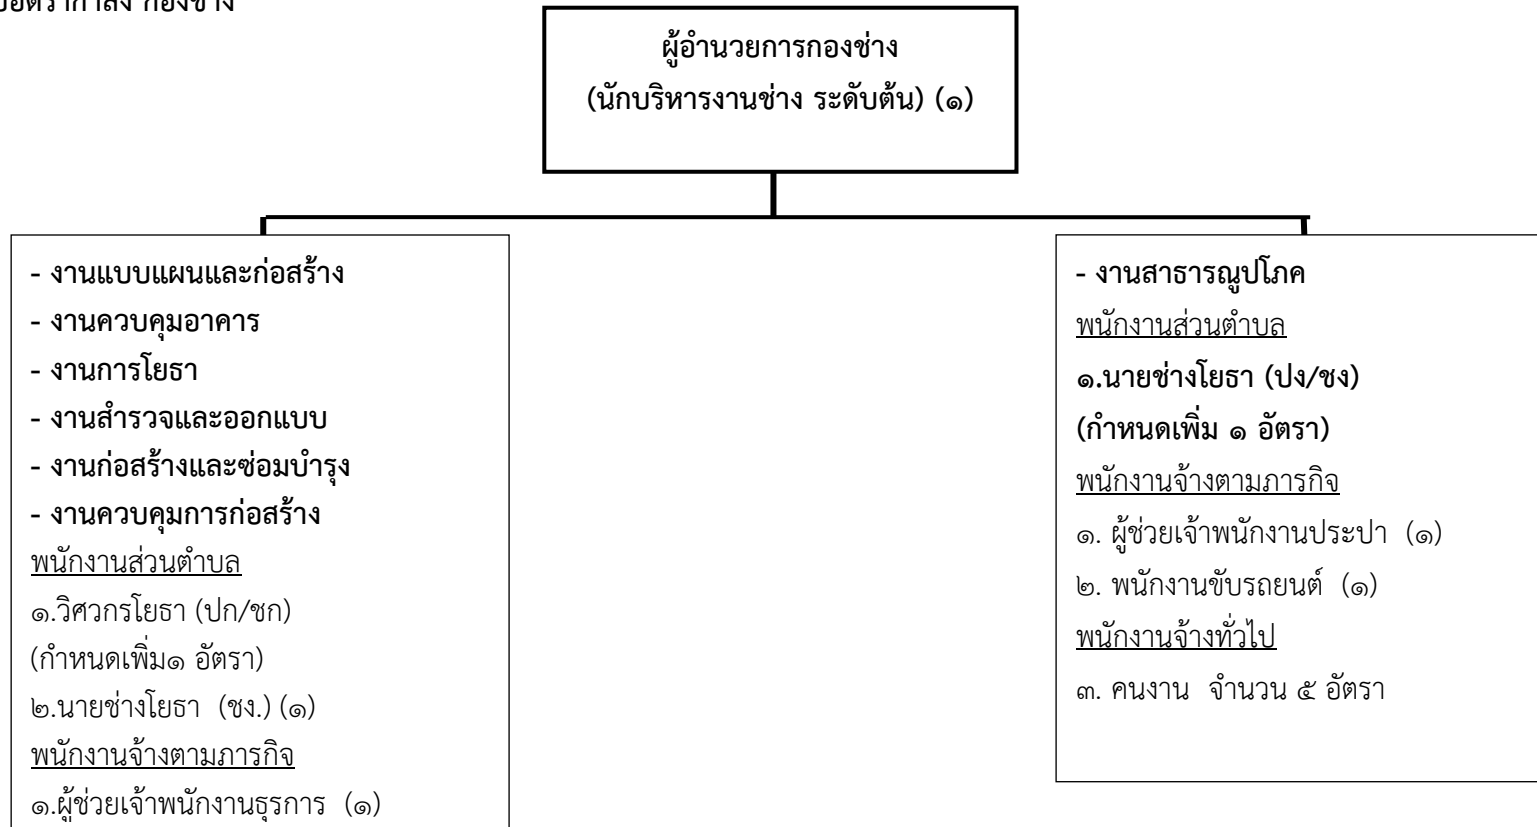 กองช่าง
ผู้อำนวยการกองช่าง
(นักบริหารงานช่าง ระดับต้น) (๑)
- งานแบบแผนและก่อสร้าง
- งานควบคุมอาคาร
- งานการโยธา
- งานสำรวจและออกแบบ
- งานก่อสร้างและซ่อมบำรุง
- งานควบคุมการก่อสร้าง
พนักงานส่วนตำบล
๑.วิศวกรโยธา (ปก/ชก)
(กำหนดเพิ่ม๑ อัตรา)
๒.นายช่างโยธา (ชง.) (๑)
พนักงานจ้างตามภารกิจ
๑.ผู้ช่วยเจ้าพนักงานธุรการ (๑)
- งานสาธารณูปโภค
พนักงานส่วนตำบล
๑.นายช่างโยธา (ปง/ชง)
(กำหนดเพิ่ม ๑ อัตรา)
พนักงานจ้างตามภารกิจ
๑. ผู้ช่วยเจ้าพนักงานประปา (๑)
๒. พนักงานขับรถยนต์ (๑)
พนักงานจ้างทั่วไป
๓. คนงาน จำนวน ๕ อัตรา